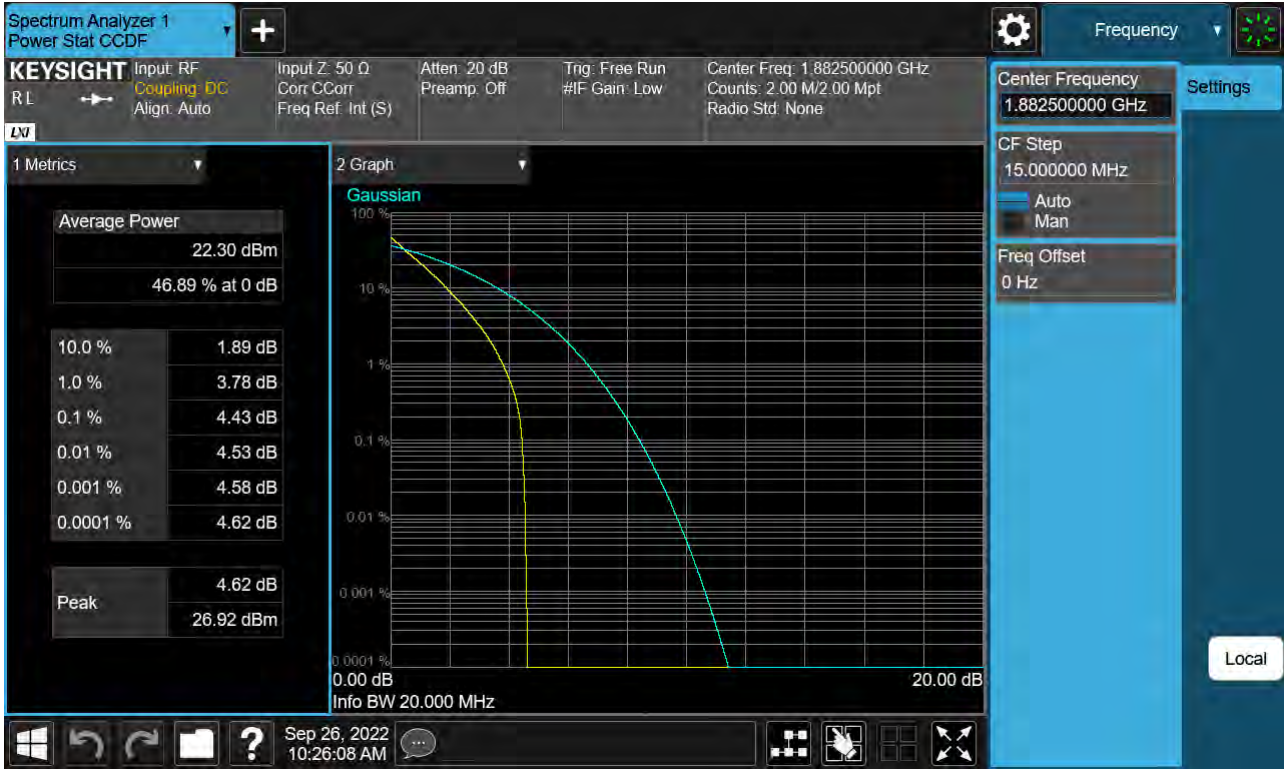 Spectrum Analyzer 1
Power Stat CCDF
Frequency
KEYSIGHT
R L
LXI
Input: RF
Coupling: DC
Align: Auto
Input Z: 50 Ω
Corr CCorr
Freq Ref: Int (S)
Atten: 20 dB
Preamp: Off
Trig: Free Run
#IF Gain: Low
Center Freq: 1.882500000 GHz
Counts: 2.00 M/2.00 Mpt
Radio Std: None
Center Frequency
1.882500000 GHz
Settings
CF Step
15.000000 MHz
Auto
Man
Freq Offset
0 Hz
Local
1 Metrics
Average Power
22.30 dBm
46.89 % at 0 dB
10.0 % 1.89 dB
1.0 % 3.78 dB
0.1 % 4.43 dB
0.01 % 4.53 dB
0.001 % 4.58 dB
0.0001 % 4.62 dB
Peak
4.62 dB
26.92 dBm
2 Graph
Gaussian
100 %
10 %
1 %
0.1 %
0.01 %
0.001 %
0.0001 %
0.00 dB 20.00 dB
Info BW 20.000 MHz
?
Sep 26, 2022
10:26:08 AM